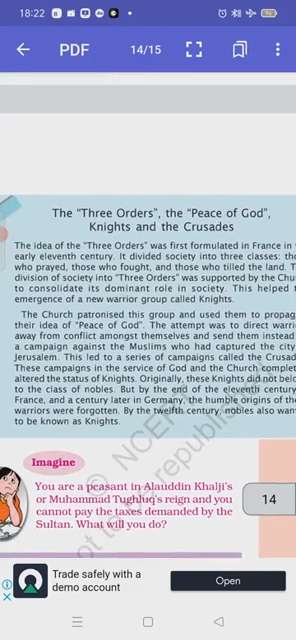 18:22
PDF
14/15
The "Three Orders", the "Peace of God",
Knights and the Crusades
The idea of the "Three Orders" was first formulated in France in
early eleventh century. It divided society into three classes:
who prayed, those who fought, and those who tilled the land.
division of society into "Three Orders" was supported by the
to consolidate its dominant role in society. This helped
emergence of a new warrior group called Knights.
The Church patronised this group and used them to
their idea of "Peace of God". The attempt was to direct
away from conflict amongst themselves and send them instead
a campaign against the Muslims who had captured the city
Jerusalem. This led to a series of campaigns called the
These campaigns in the service of God and the Church
altered the status of Knights. Originally, these Knights did not
to the class of nobles. But by the end of the eleventh century
France, and a century later in Germany, the humble origins of the
warriors were forgotten. By the twelfth century, nobles also
to be known as Knights.
Imagine
You are a peasant in Alauddin Khalji's
or Muhammad Tughluq's reign and you
cannot pay the taxes demanded by the
Sultan. What will you do?
14
© NCERT
not to be republished
Trade safely with a
demo account
Open